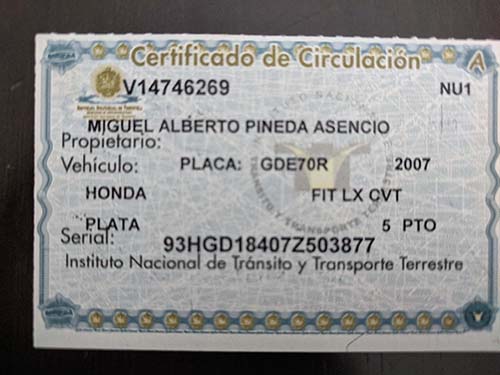 Certificado de Circulación A
V14746269 NU1
MIGUEL ALBERTO PINEDA ASENCIO
Propietario:
Vehículo: PLACA: GDE70R 2007
HONDA FIT LX CVT
PLATA 5 PTO
Serial: 93HGD18407Z503877
Instituto Nacional de Tránsito y Transporte Terrestre